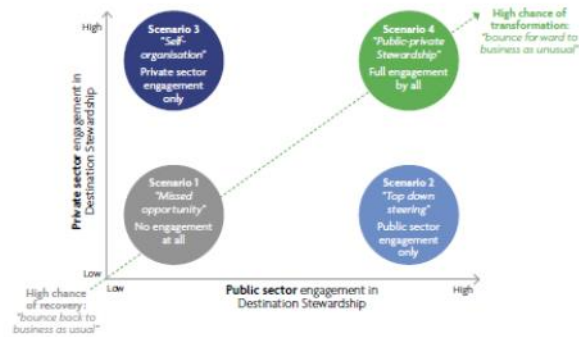 High
Private sector engagement in
Destination Stewardship
Low
Scenario 3
"Self-
organisation"
Private sector
engagement
only
Scenario 4
"Public-private
Stewardship"
Full engagement
by all
High chance of
transformation:
"bounce forward to
business as unusual"
Scenario 1
"Missed
opportunity"
No engagement
at all
Scenario 2
"Top down
steering"
Public sector
engagement
only
Low
Public sector engagement in
Destination Stewardship
High
High chance
of recovery:
"bounce back to
business as usual"